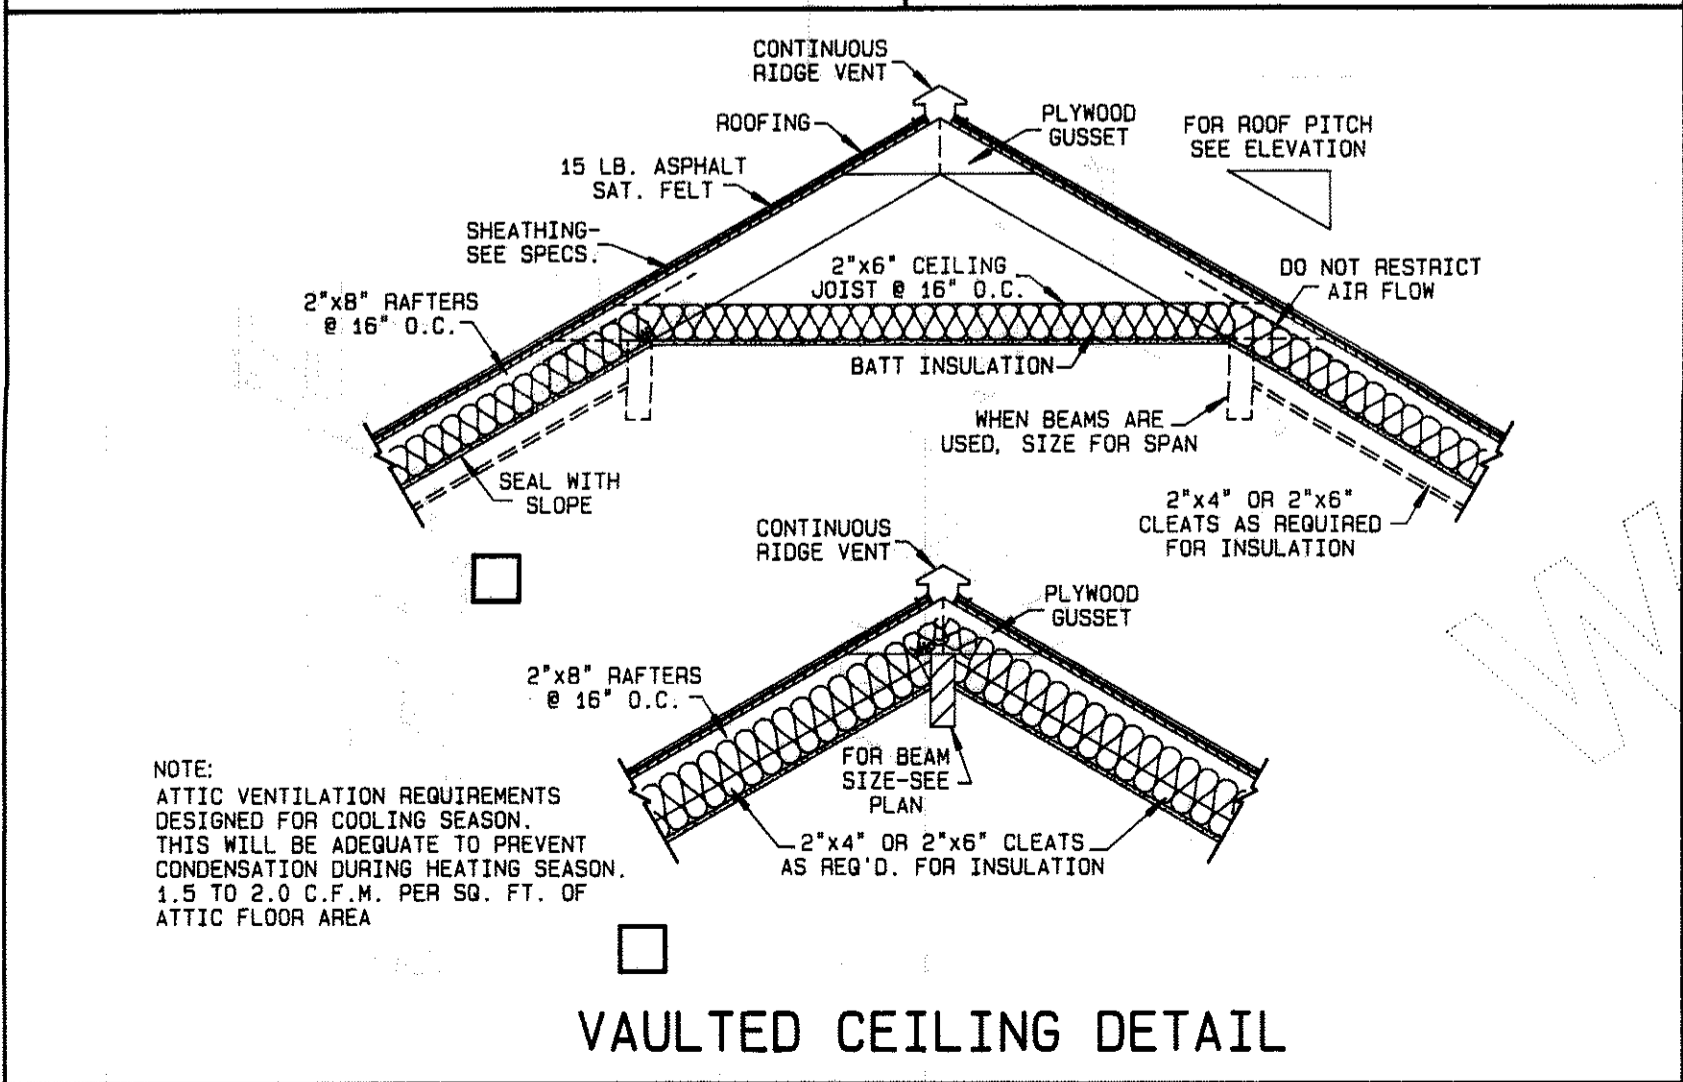 CONTINUOUS
RIDGE VENT
ROOFING
PLYWOOD
GUSSET
FOR ROOF PITCH
SEE ELEVATION
15 LB. ASPHALT
SAT. FELT
SHEATHING-
SEE SPECS.
2"x8" RAFTERS
@ 16" O.C.
2"x6" CEILING
JOIST @ 16" O.C.
DO NOT RESTRICT
AIR FLOW
BATT INSULATION
WHEN BEAMS ARE
USED, SIZE FOR SPAN
SEAL WITH
SLOPE
2"x4" OR 2"x6"
CLEATS AS REQUIRED
FOR INSULATION
CONTINUOUS
RIDGE VENT
PLYWOOD
GUSSET
2"x8" RAFTERS
@ 16" O.C.
FOR BEAM
SIZE-SEE
PLAN
2"x4" OR 2"x6" CLEATS
AS REQ'D. FOR INSULATION
NOTE:
ATTIC VENTILATION REQUIREMENTS
DESIGNED FOR COOLING SEASON.
THIS WILL BE ADEQUATE TO PREVENT
CONDENSATION DURING HEATING SEASON.
1.5 TO 2.0 C.F.M. PER SQ. FT. OF
ATTIC FLOOR AREA
VAULTED CEILING DETAIL